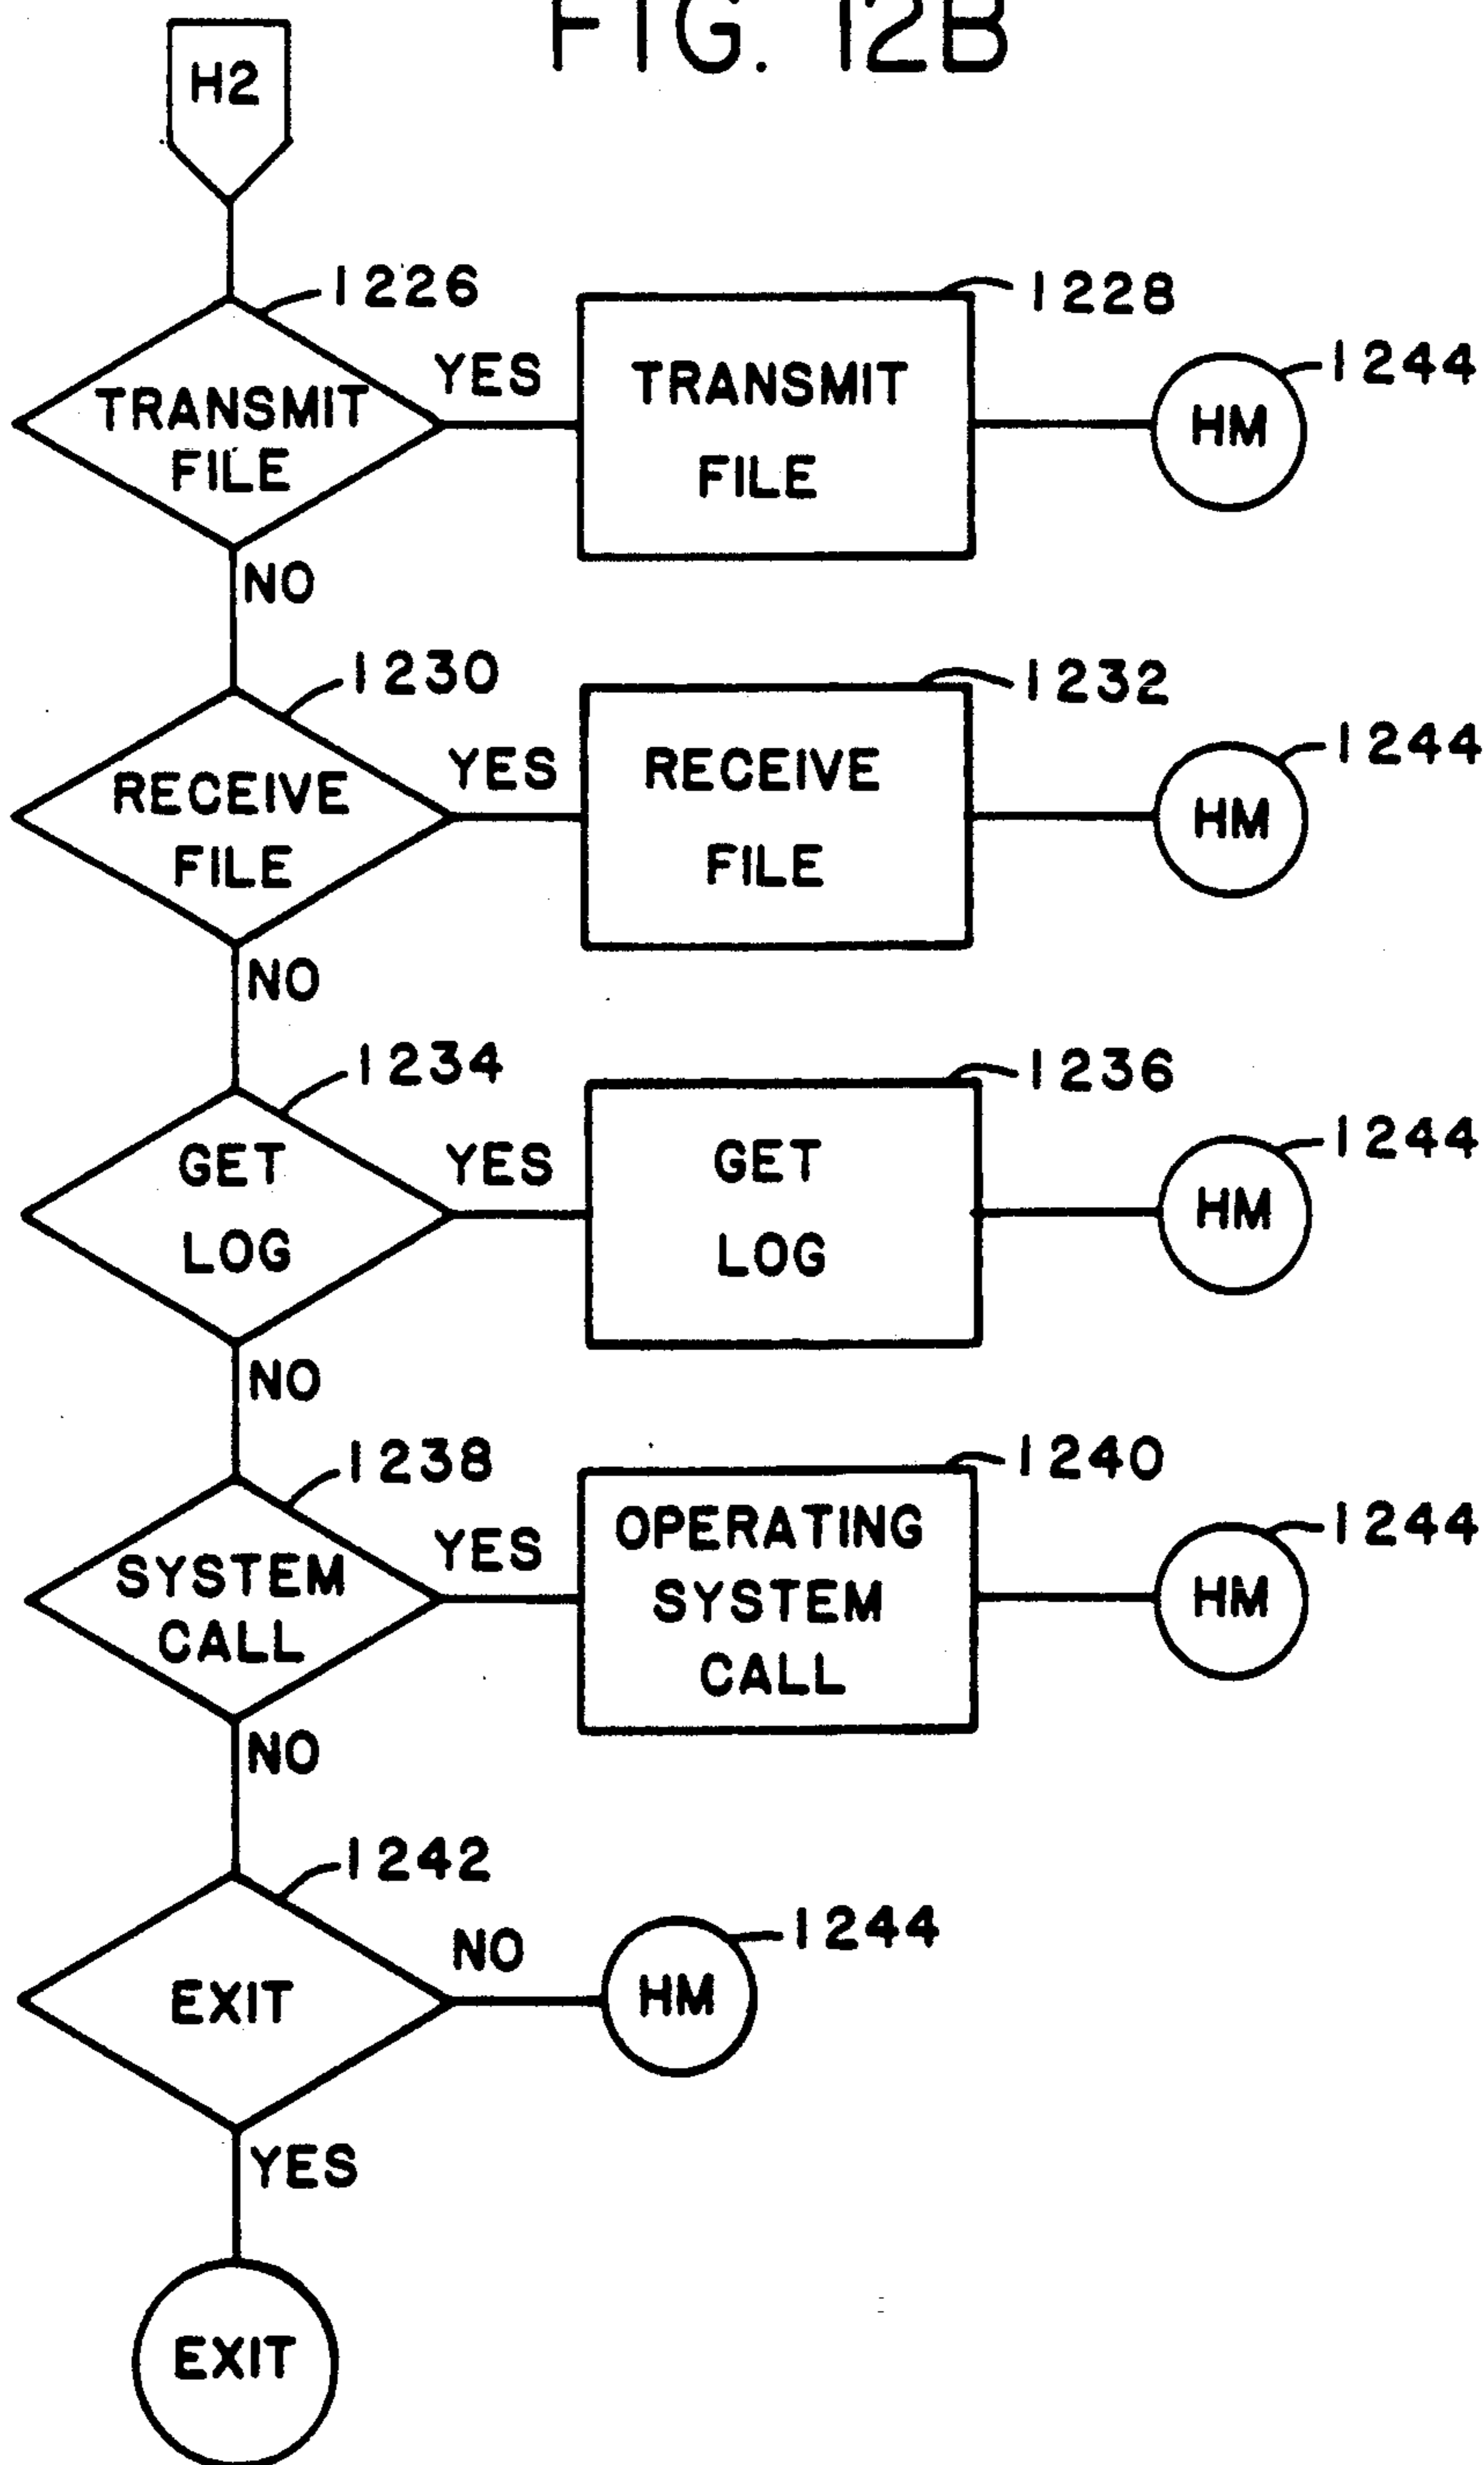 FIG. 12B
H2
1226
1228
TRANSMIT
FILE
YES
TRANSMIT
FILE
1244
HM
NO
1230
1232
RECEIVE
FILE
YES
RECEIVE
FILE
1244
HM
NO
1234
1236
GET
LOG
YES
GET
LOG
1244
HM
NO
1238
1240
SYSTEM
CALL
YES
OPERATING
SYSTEM
CALL
1244
HM
NO
1242
EXIT
NO
1244
HM
YES
EXIT